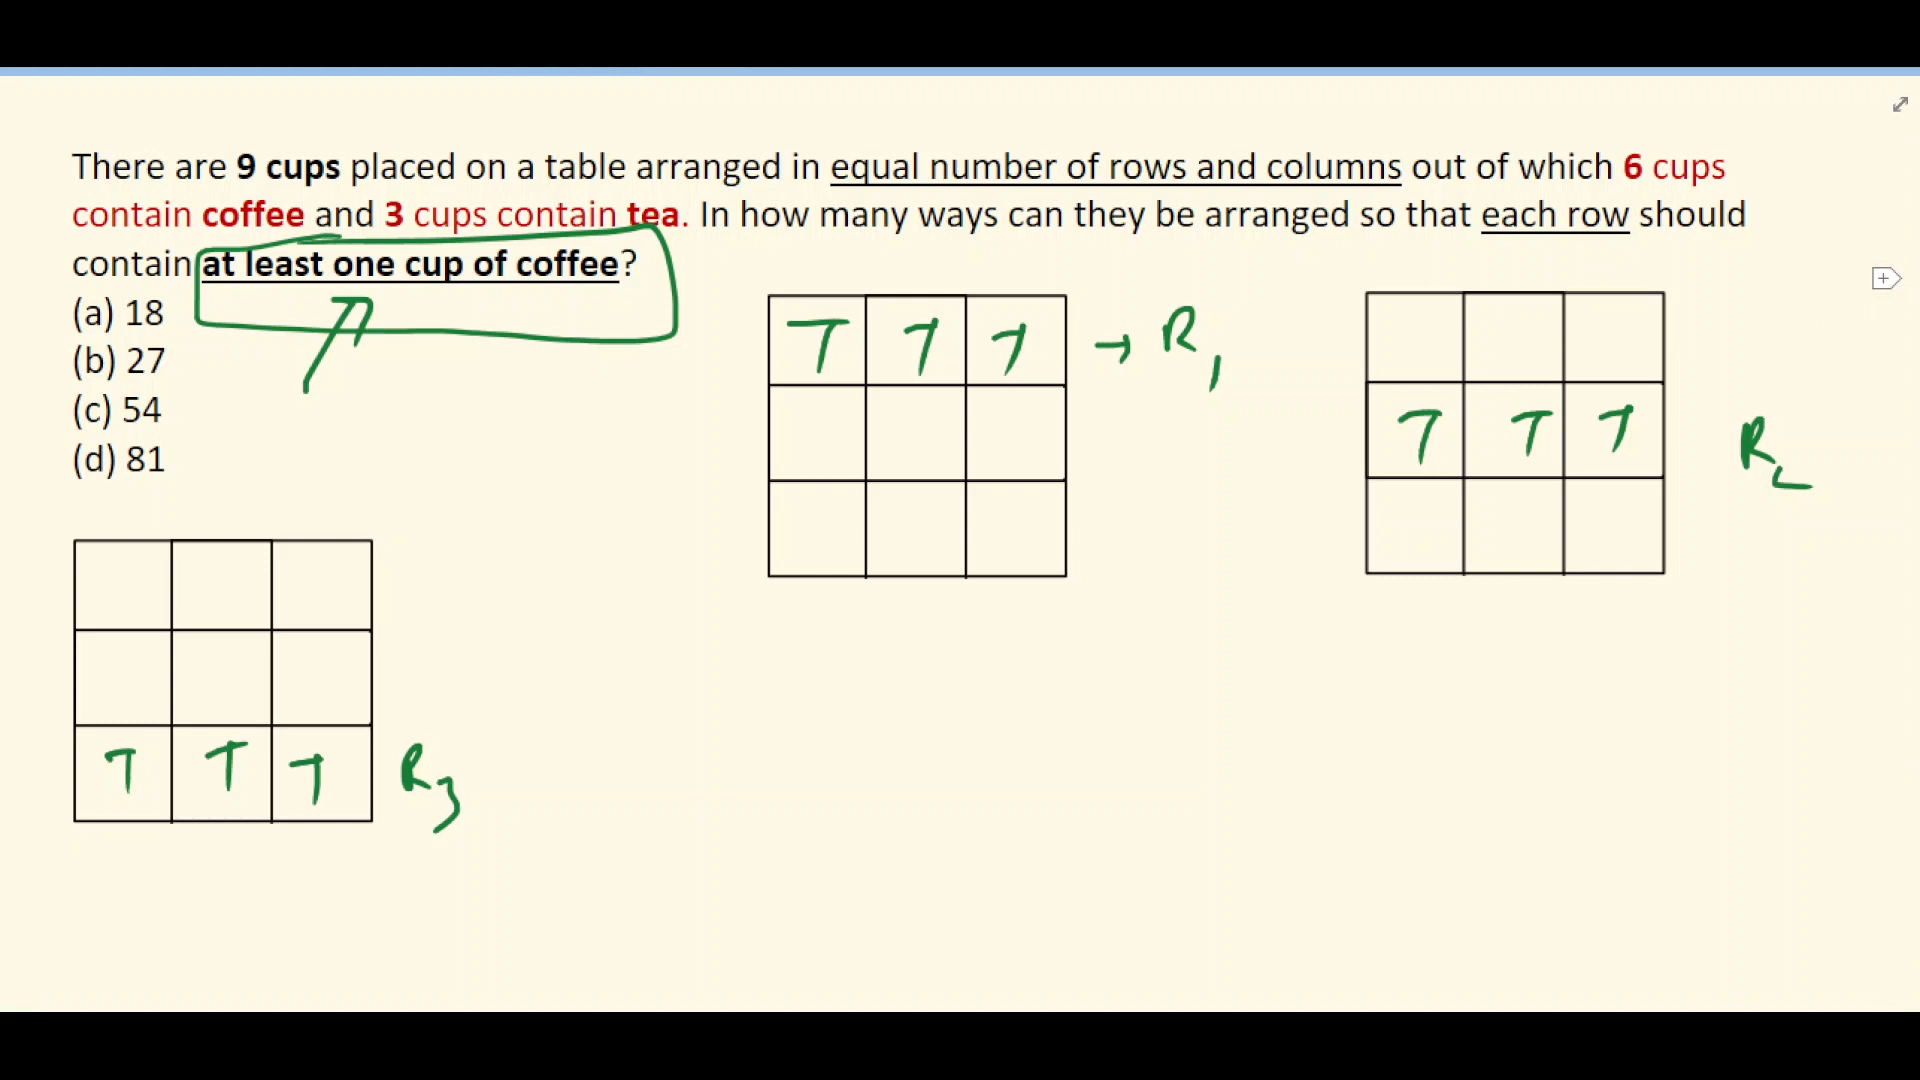 There are 9 cups placed on a table arranged in equal number of rows and columns out of which 6 cups
contain coffee and 3 cups contain tea. In how many ways can they be arranged so that each row should
contain at least one cup of coffee?
(a) 18
(b) 27
(c) 54
(d) 81
T T T → R1
T T T R2
T T T R3